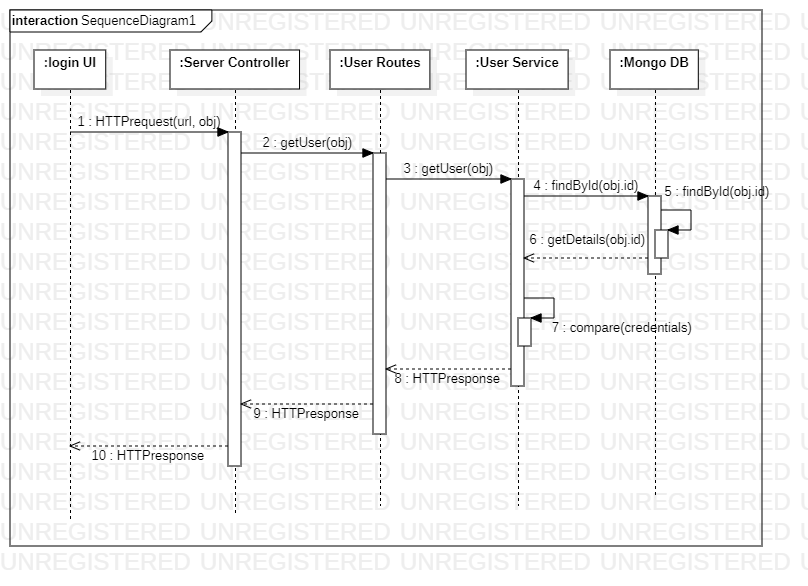 interaction SequenceDiagram1
:login UI
:Server Controller
:User Routes
:User Service
:Mongo DB
1 : HTTPrequest(url, obj)
2 : getUser(obj)
3 : getUser(obj)
4 : findById(obj.id)
5 : findById(obj.id)
6 : getDetails(obj.id)
7 : compare(credentials)
8 : HTTPresponse
9 : HTTPresponse
10 : HTTPresponse
UNREGISTERED UNREGISTERED UNREGISTERED UNREGISTERED